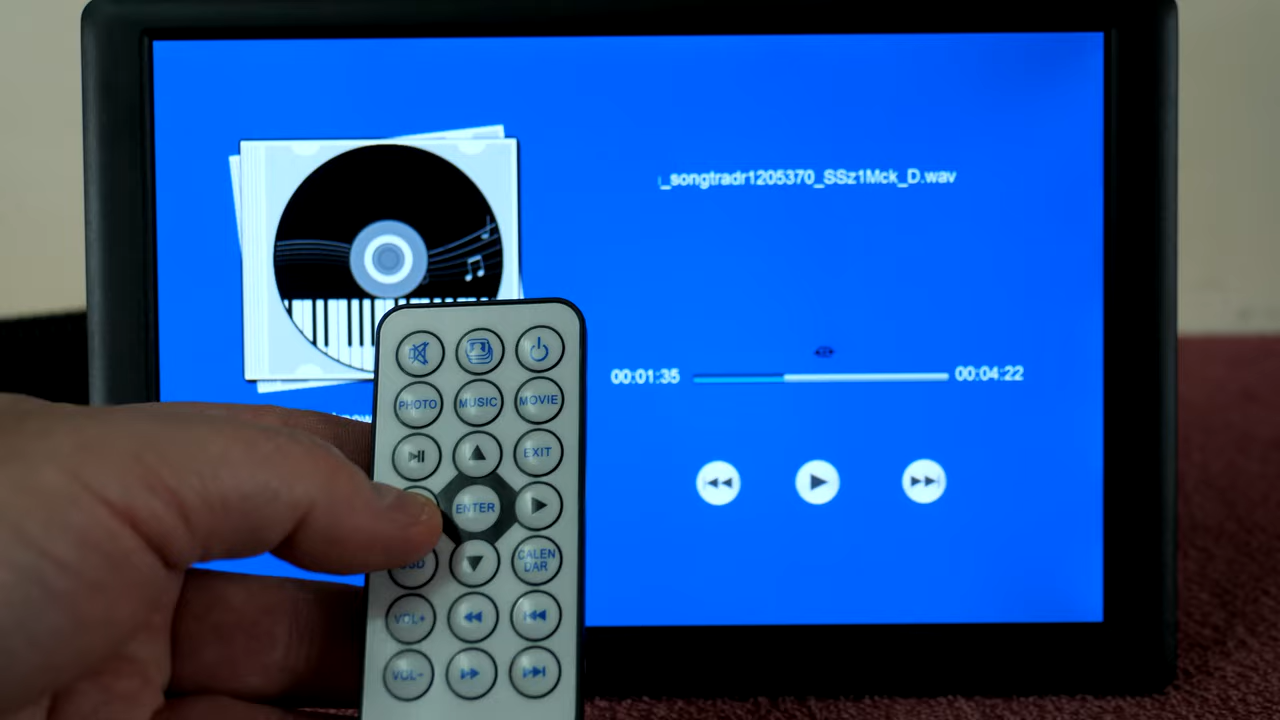 _songtradr1205370_SSz1Mck_D.wav
00:01:35
00:04:22
PHOTO MUSIC MOVIE
EXIT
ENTER
CALEN
DAR
VOL+
VOL-